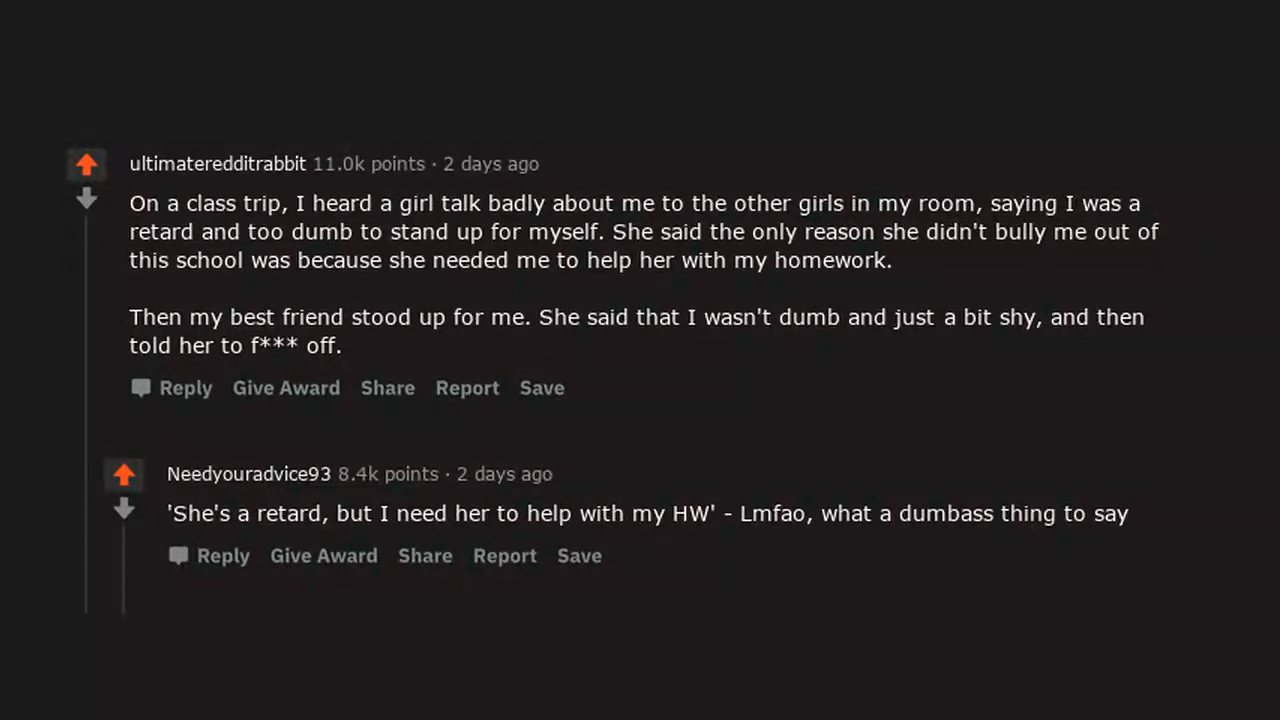 ultimateredditrabbit 11.0k points · 2 days ago
On a class trip, I heard a girl talk badly about me to the other girls in my room, saying I was a
retard and too dumb to stand up for myself. She said the only reason she didn't bully me out of
this school was because she needed me to help her with my homework.
Then my best friend stood up for me. She said that I wasn't dumb and just a bit shy, and then
told her to f*** off.
Reply Give Award Share Report Save
Needyouradvice93 8.4k points · 2 days ago
'She's a retard, but I need her to help with my HW' - Lmfao, what a dumbass thing to say
Reply Give Award Share Report Save